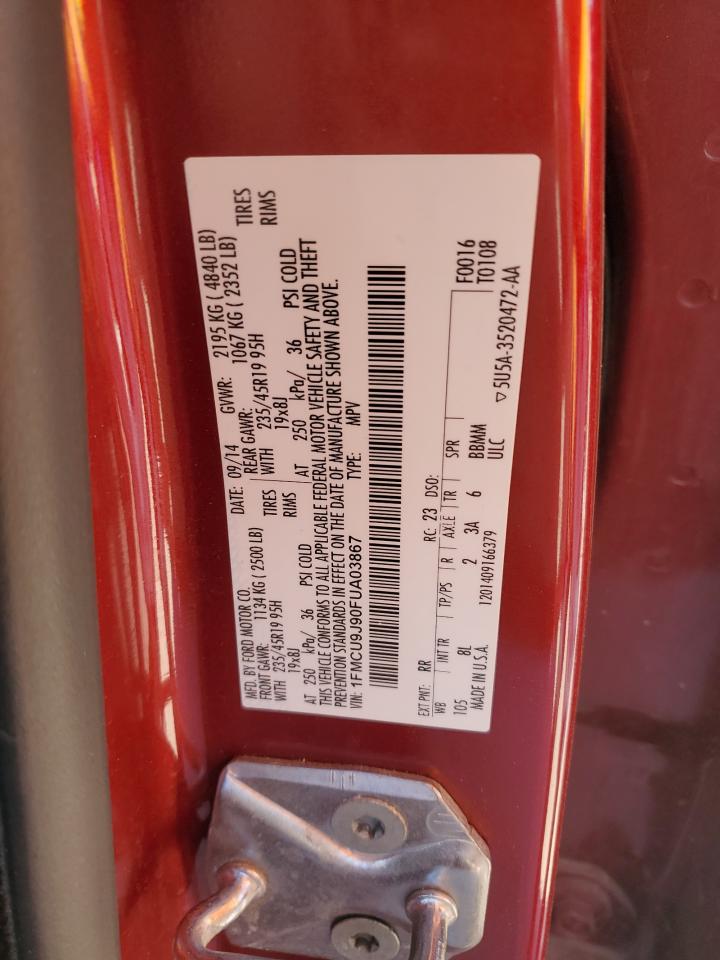 MFD. BY FORD MOTOR CO.
DATE: 09/14 GVWR: 2195 KG ( 4840 LB)
FRONT GAWR: 1134 KG ( 2500 LB) REAR GAWR: 1067 KG ( 2352 LB)
WITH 235/45R19 95H TIRES WITH 235/45R19 95H TIRES
19x8J RIMS 19x8J RIMS
AT 250 kPa/ 36 PSI COLD AT 250 kPa/ 36 PSI COLD
THIS VEHICLE CONFORMS TO ALL APPLICABLE FEDERAL MOTOR VEHICLE SAFETY AND THEFT
PREVENTION STANDARDS IN EFFECT ON THE DATE OF MANUFACTURE SHOWN ABOVE.
VIN: 1FMCU9J90FUA03867 TYPE: MPV
EXT PNT: RR RC: 23 DSO: F0016
T0108
WB INT TR TP/PS R AXLE TR SPR
105 8L 2 3A 6 BBMM
ULC
MADE IN U.S.A. 1201409166379
▽5U5A-3520472-AA